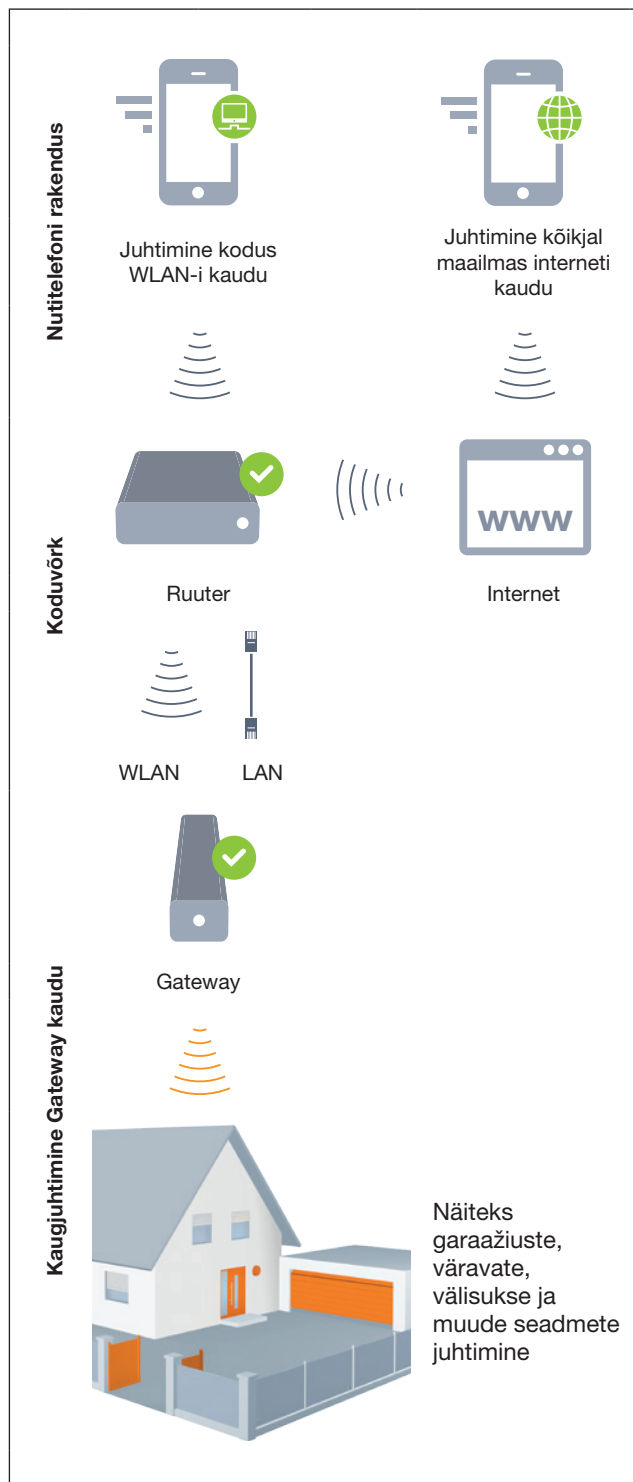 Nutitelefoni rakendus
Juhtimine kodus
WLAN-i kaudu
Juhtimine kõikjal
maailmas interneti
kaudu
Koduvõrk
www
Ruuter
Internet
WLAN
LAN
Kaugjuhtimine Gateway kaudu
Gateway
Näiteks
garaažiuste,
väravate,
välisukse ja
muude seadmete
juhtimine